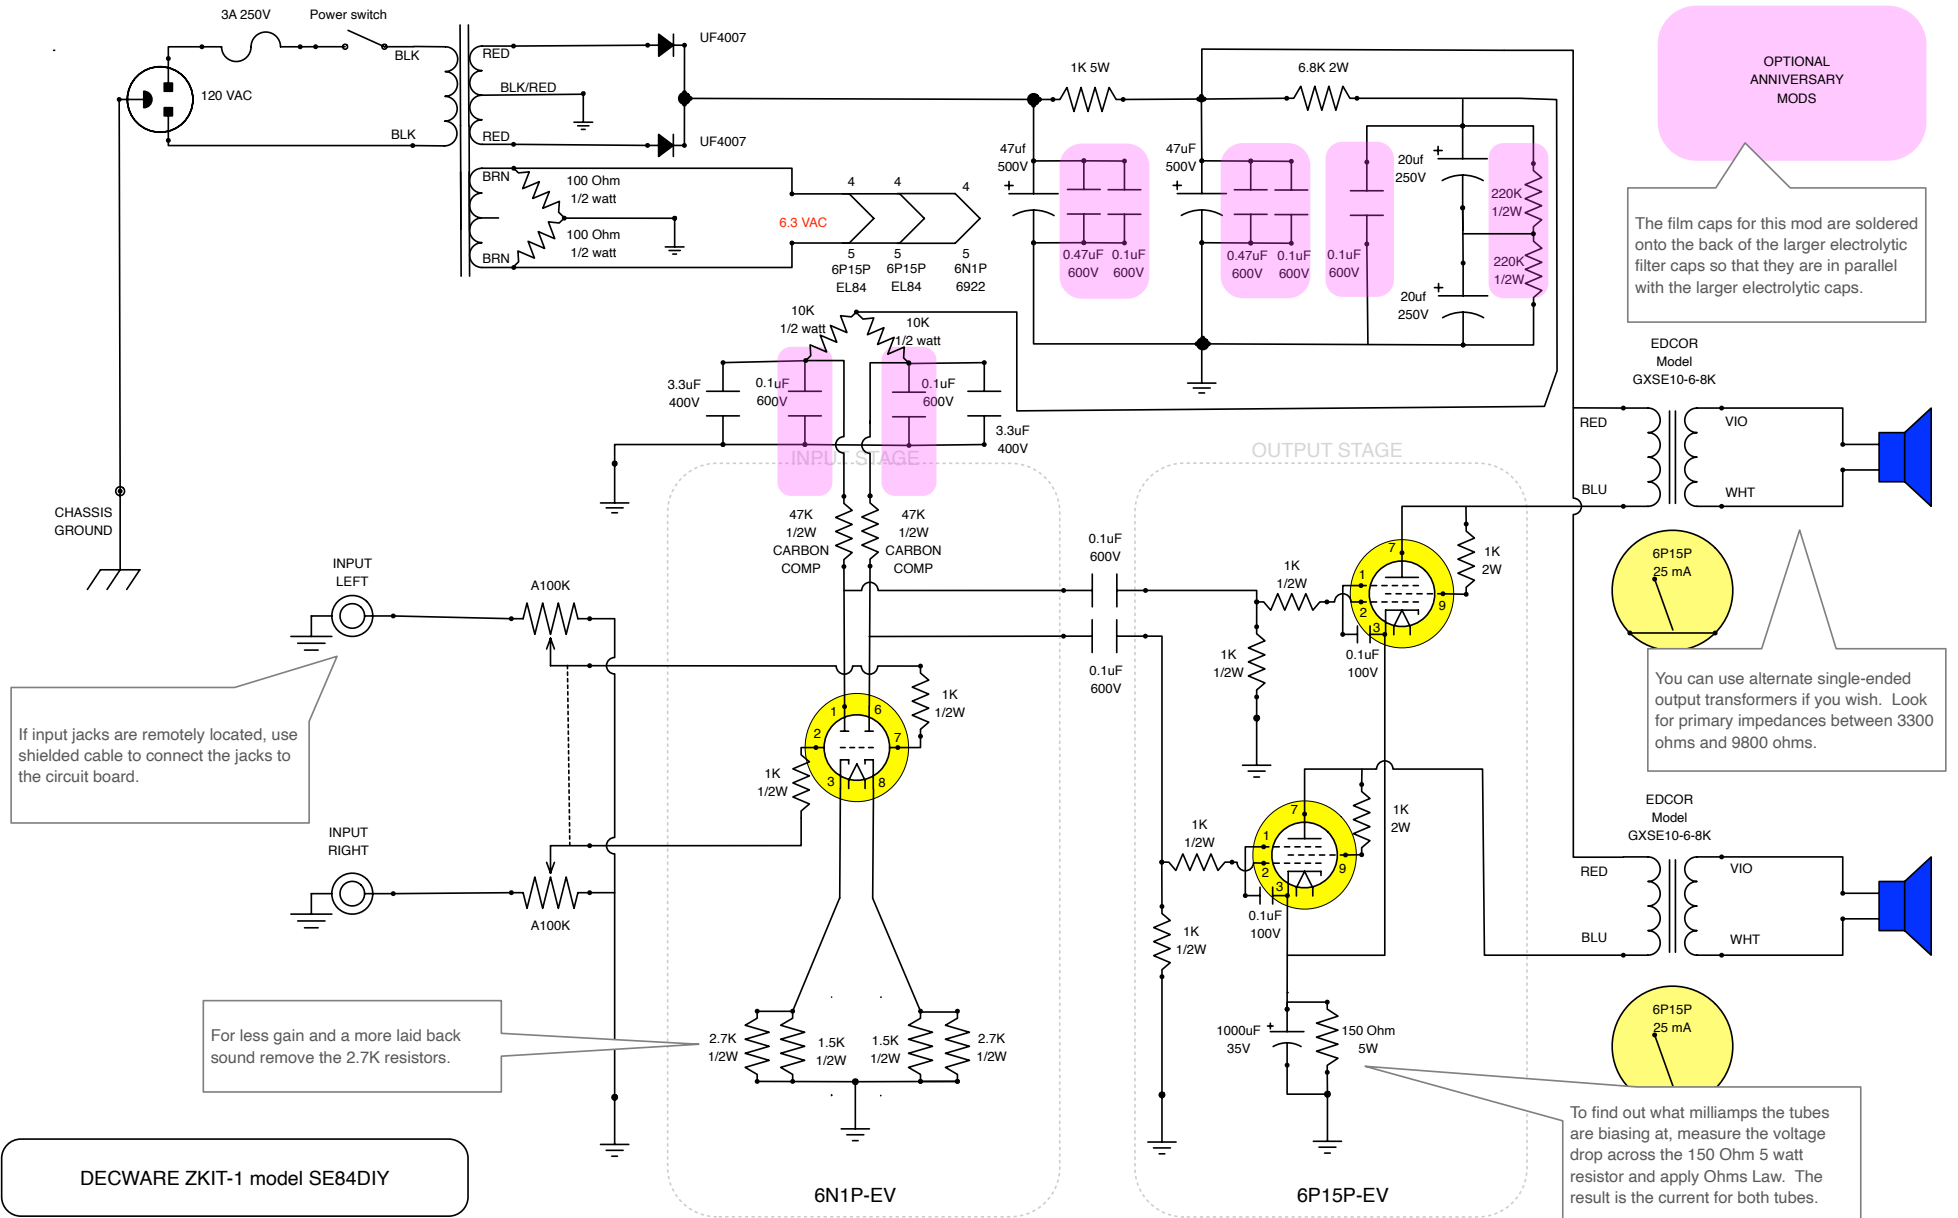 3A 250V
Power switch
BLK
120 VAC
BLK
RED
BLK/RED
RED
UF4007
UF4007
BRN
100 Ohm
1/2 watt
100 Ohm
1/2 watt
BRN
6.3 VAC
4
4
4
5
5
5
6P15P
EL84
6P15P
EL84
6N1P
6922
1K 5W
6.8K 2W
47uf
500V
+
0.47uF
600V
0.1uF
600V
47uF
500V
+
0.47uF
600V
0.1uF
600V
0.1uF
600V
20uf
250V
+
20uf
250V
+
220K
1/2W
220K
1/2W
OPTIONAL
ANNIVERSARY
MODS
The film caps for this mod are soldered
onto the back of the larger electrolytic
filter caps so that they are in parallel
with the larger electrolytic caps.
10K
1/2 watt
10K
1/2 watt
3.3uF
400V
0.1uF
600V
0.1uF
600V
3.3uF
400V
INPUT STAGE
OUTPUT STAGE
EDCOR
Model
GXSE10-6-8K
RED
BLU
VIO
WHT
CHASSIS
GROUND
47K
1/2W
CARBON
COMP
47K
1/2W
CARBON
COMP
0.1uF
600V
0.1uF
600V
1K
1/2W
1K
1/2W
7
1
2
3
9
0.1uF
100V
1K
2W
6P15P
25 mA
You can use alternate single-ended
output transformers if you wish. Look
for primary impedances between 3300
ohms and 9800 ohms.
INPUT
LEFT
A100K
If input jacks are remotely located, use
shielded cable to connect the jacks to
the circuit board.
INPUT
RIGHT
A100K
1K
1/2W
1
6
2
7
3
8
1K
1/2W
1K
1/2W
1K
1/2W
7
1
2
3
9
0.1uF
100V
1K
2W
EDCOR
Model
GXSE10-6-8K
RED
BLU
VIO
WHT
6P15P
25 mA
For less gain and a more laid back
sound remove the 2.7K resistors.
2.7K
1/2W
1.5K
1/2W
1.5K
1/2W
2.7K
1/2W
1000uF
35V
+
150 Ohm
5W
To find out what milliamps the tubes
are biasing at, measure the voltage
drop across the 150 Ohm 5 watt
resistor and apply Ohms Law. The
result is the current for both tubes.
DECWARE ZKIT-1 model SE84DIY
6N1P-EV
6P15P-EV